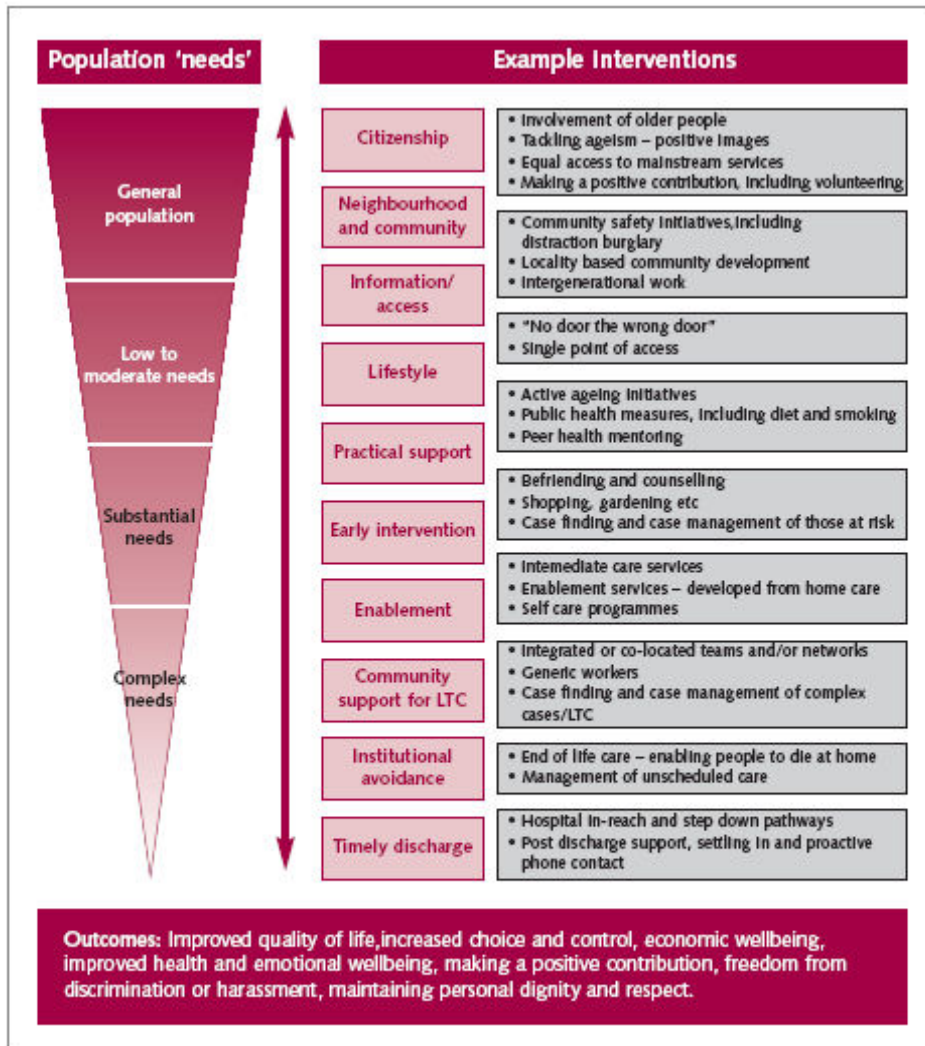 Population ‘needs’
Example Interventions
General
population
Low to
moderate needs
Substantial
needs
Complex
needs
Citizenship
• Involvement of older people
• Tackling ageism – positive images
• Equal access to mainstream services
• Making a positive contribution, including volunteering
Neighbourhood
and community
• Community safety initiatives,including
distraction burglary
• Locality based community development
• Intergenerational work
Information/
access
• “No door the wrong door”
• Single point of access
Lifestyle
• Active ageing initiatives
• Public health measures, including diet and smoking
• Peer health mentoring
Practical support
• Befriending and counselling
• Shopping, gardening etc
• Case finding and case management of those at risk
Early intervention
• Intemediate care services
• Enablement services – developed from home care
• Self care programmes
Enablement
• Integrated or co-located teams and/or networks
• Generic workers
• Case finding and case management of complex
cases/LTC
Community
support for LTC
• End of life care – enabling people to die at home
• Management of unscheduled care
Institutional
avoidance
• Hospital in-reach and step down pathways
• Post discharge support, settling in and proactive
phone contact
Timely discharge
Outcomes: Improved quality of life,increased choice and control, economic wellbeing,
improved health and emotional wellbeing, making a positive contribution, freedom from
discrimination or harassment, maintaining personal dignity and respect.